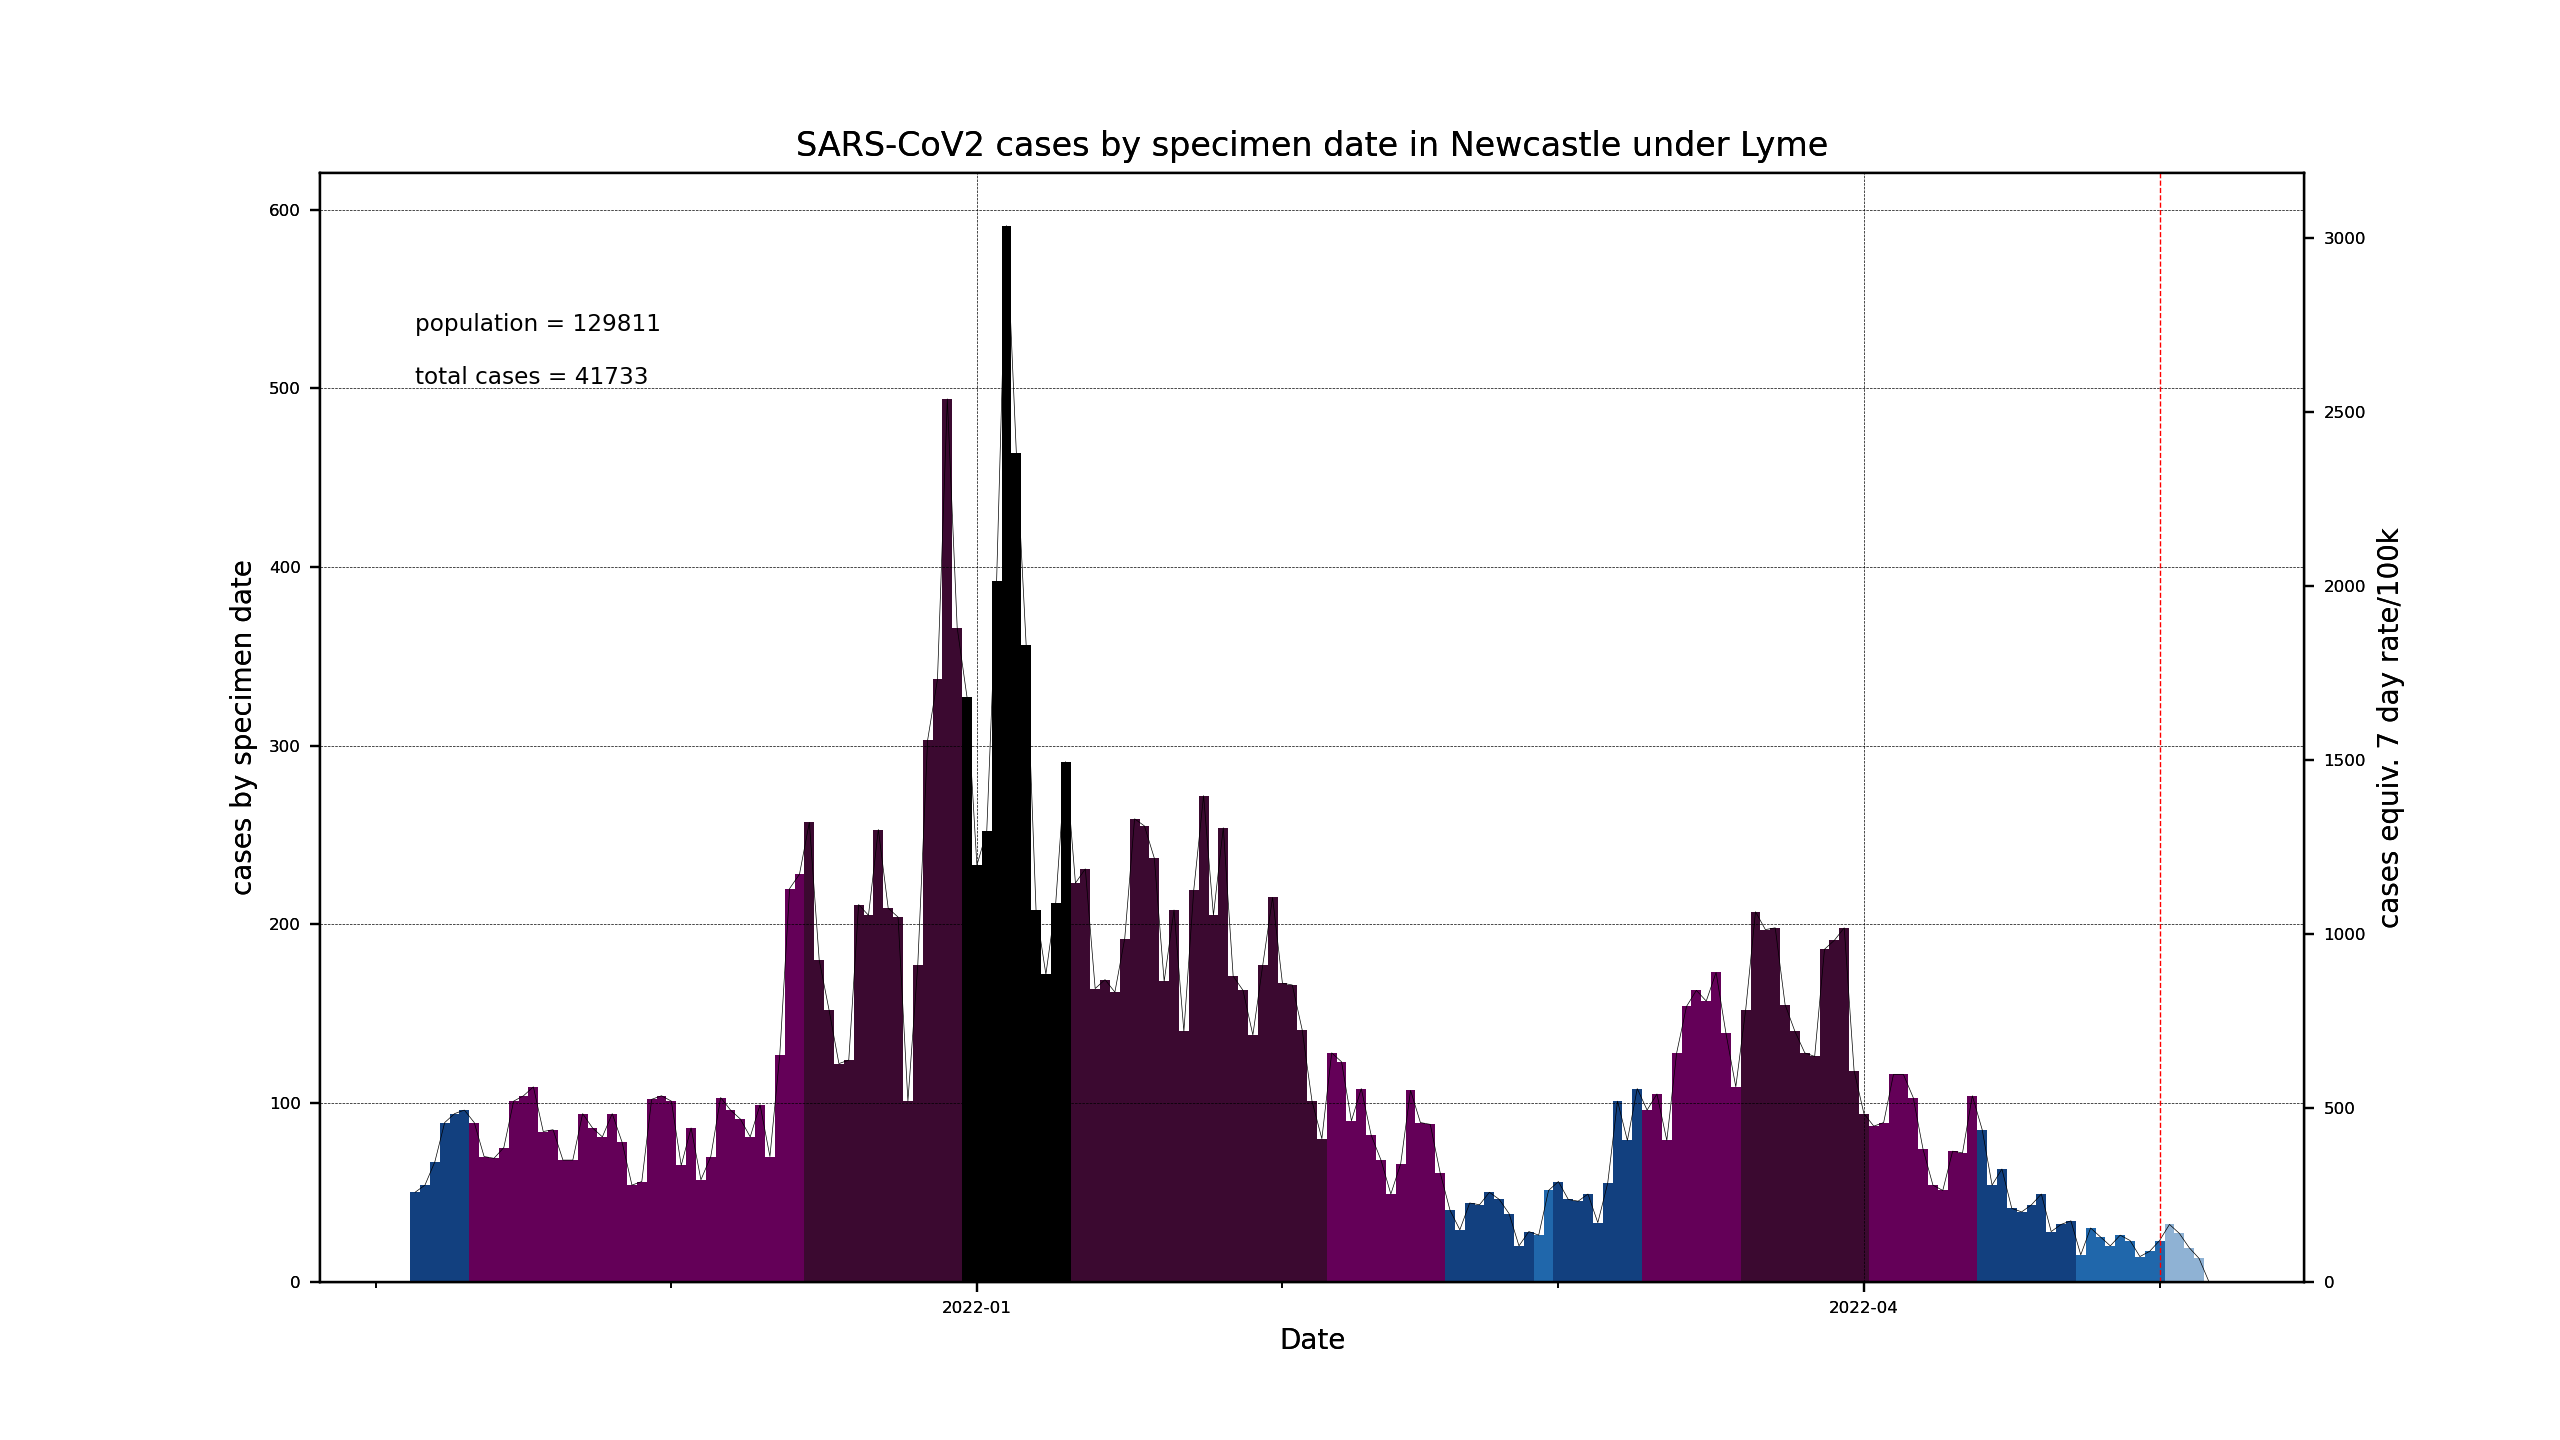 SARS-CoV2 cases by specimen date in Newcastle under Lyme
population = 129811
total cases = 41733
cases by specimen date
600
500
400
300
200
100
0
3000
2500
2000
1500
1000
500
0
cases equiv. 7 day rate/100k
2022-01
2022-04
Date